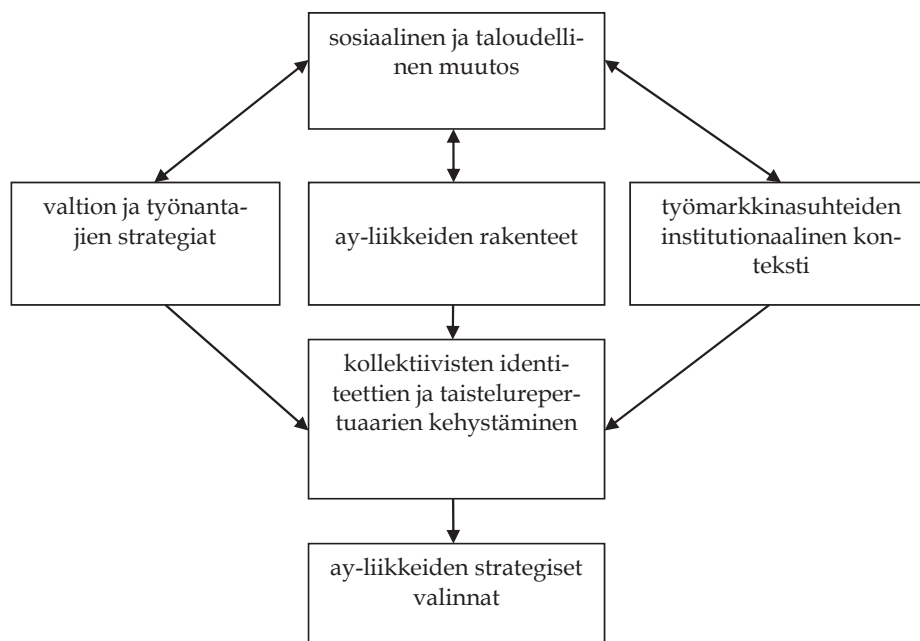 sosiaalinen ja taloudelli-
nen muutos
valtion ja työnanta-
jien strategiat
ay-liikkeiden rakenteet
työmarkkinasuhteiden
institutionaalinen kon-
teksti
kollektiivisten identi-
teettien ja taistelureper-
tuaarien kehystäminen
ay-liikkeiden strategiset
valinnat